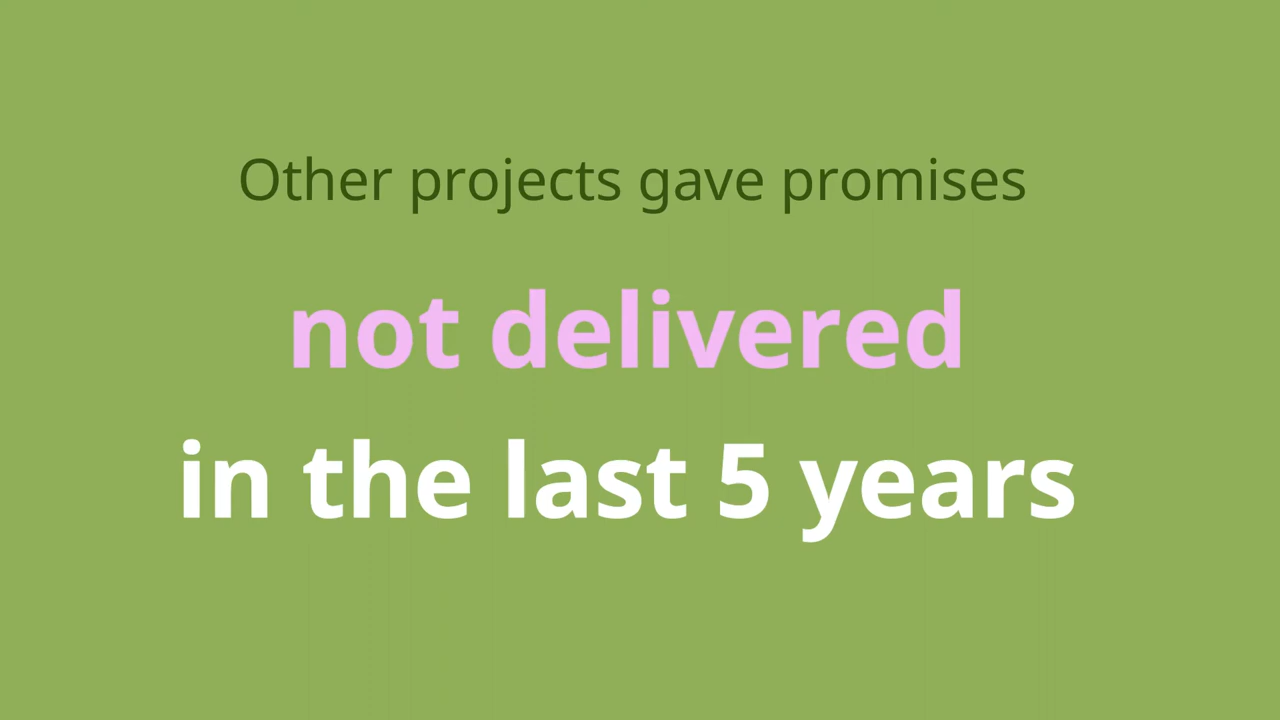 Other projects gave promises
not delivered
in the last 5 years